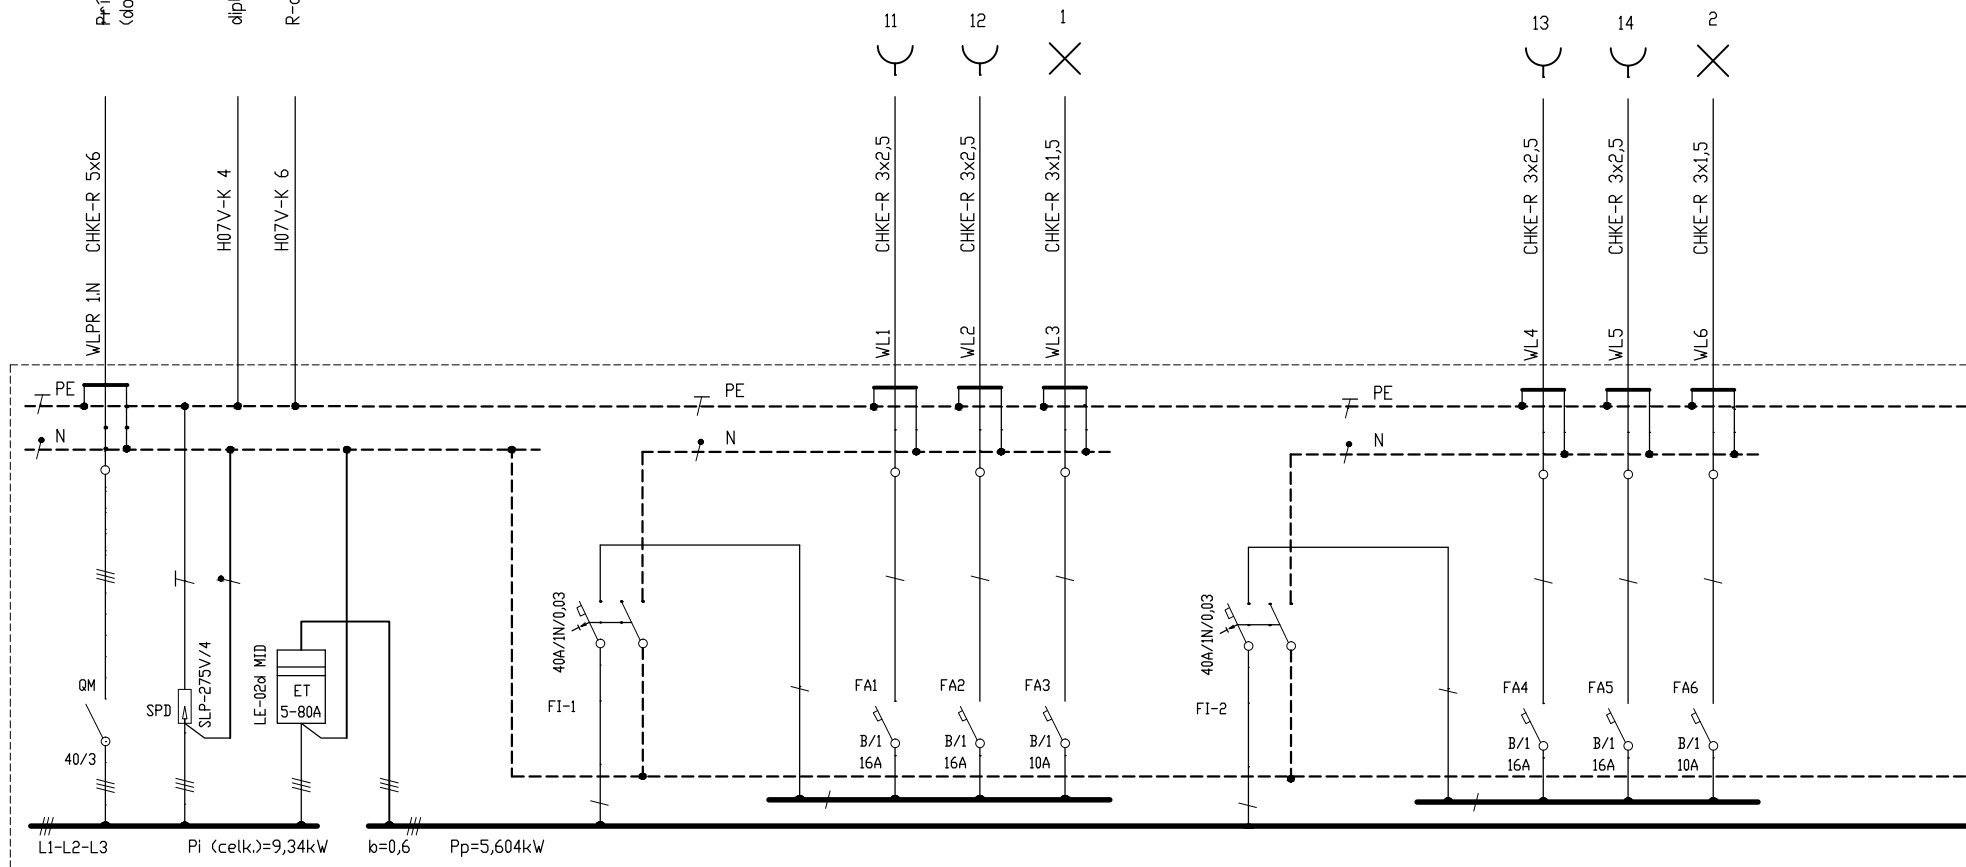 11
12
1
13
14
2
WLPR 1.N CHKE-R 5x6
H07V-K 4
H07V-K 6
WL1 CHKE-R 3x2,5
WL2 CHKE-R 3x2,5
WL3 CHKE-R 3x1,5
WL4 CHKE-R 3x2,5
WL5 CHKE-R 3x2,5
WL6 CHKE-R 3x1,5
PE
PE
PE
N
N
N
QM
40/3
SPD
SLP-275V/4
LE-02d MID
ET
5-80A
40A/1N/0,03
FI-1
FA1
B/1
16A
FA2
B/1
16A
FA3
B/1
10A
40A/1N/0,03
FI-2
FA4
B/1
16A
FA5
B/1
16A
FA6
B/1
10A
L1-L2-L3 Pi (celk.)=9,34kW b=0,6 Pp=5,604kW